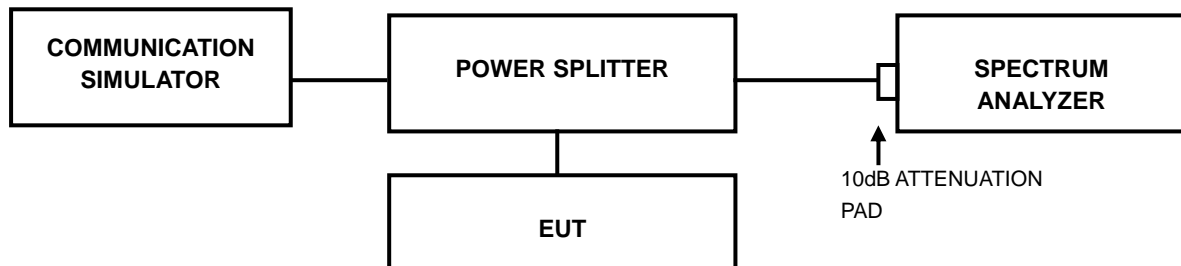 COMMUNICATION
SIMULATOR
POWER SPLITTER
SPECTRUM
ANALYZER
10dB ATTENUATION
PAD
EUT